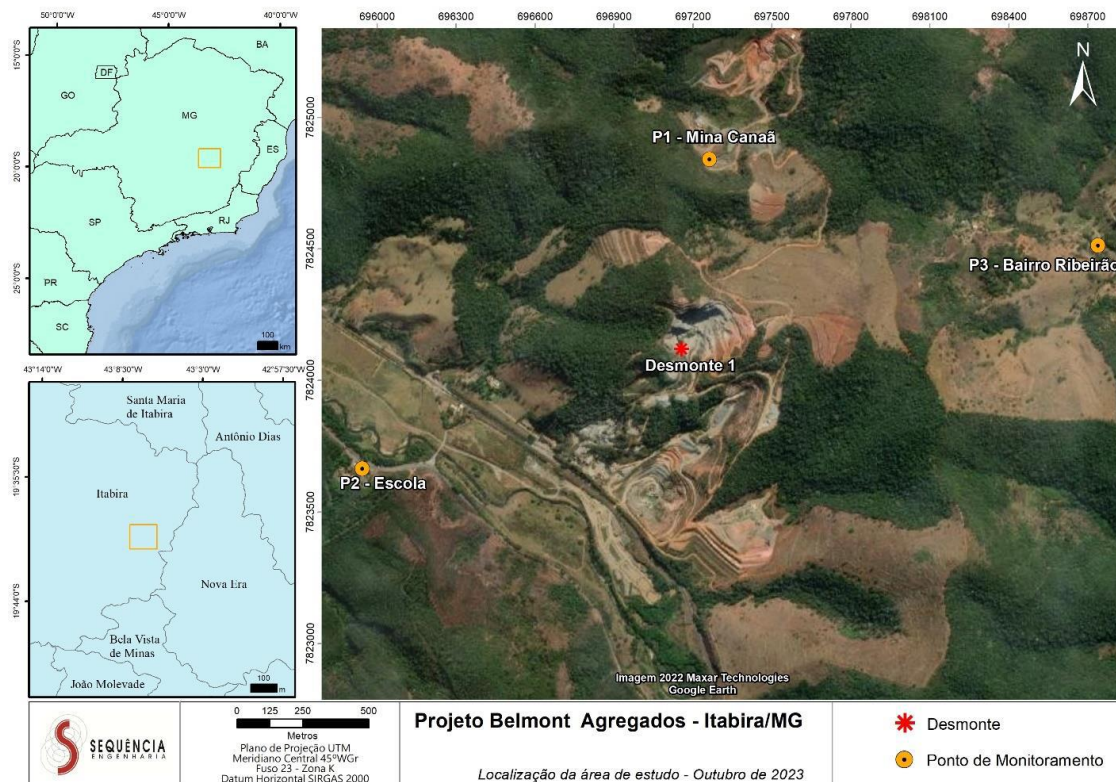 50°0'0"W
45°0'0"W
40°0'0"W
15°0'0"S
20°0'0"S
25°0'0"S
BA
DF
GO
MG
ES
SP
RJ
PR
SC
100
km
43°14'0"W
43°8'30"W
43°3'0"W
42°57'30"W
19°35'30"S
19°44'0"S
Santa Maria
de Itabira
Antônio Dias
Itabira
Nova Era
Bela Vista
de Minas
João Molevade
100
m
696000
696300
696600
696900
697200
697500
697800
698100
698400
698700
7825000
7824500
7824000
7823500
7823000
N
P1 - Mina Canaã
P3 - Bairro Ribeirão
Desmonte 1
P2 - Escola
Imagem 2022 Maxar Technologies
Google Earth
SEQUÊNCIA
ENGENHARIA
0 125 250 500
Metros
Plano de Projeção UTM
Meridiano Central 45°WGr
Fuso 23 - Zona K
Datum Horizontal SIRGAS 2000
Projeto Belmont Agregados - Itabira/MG
Localização da área de estudo - Outubro de 2023
Desmonte
Ponto de Monitoramento